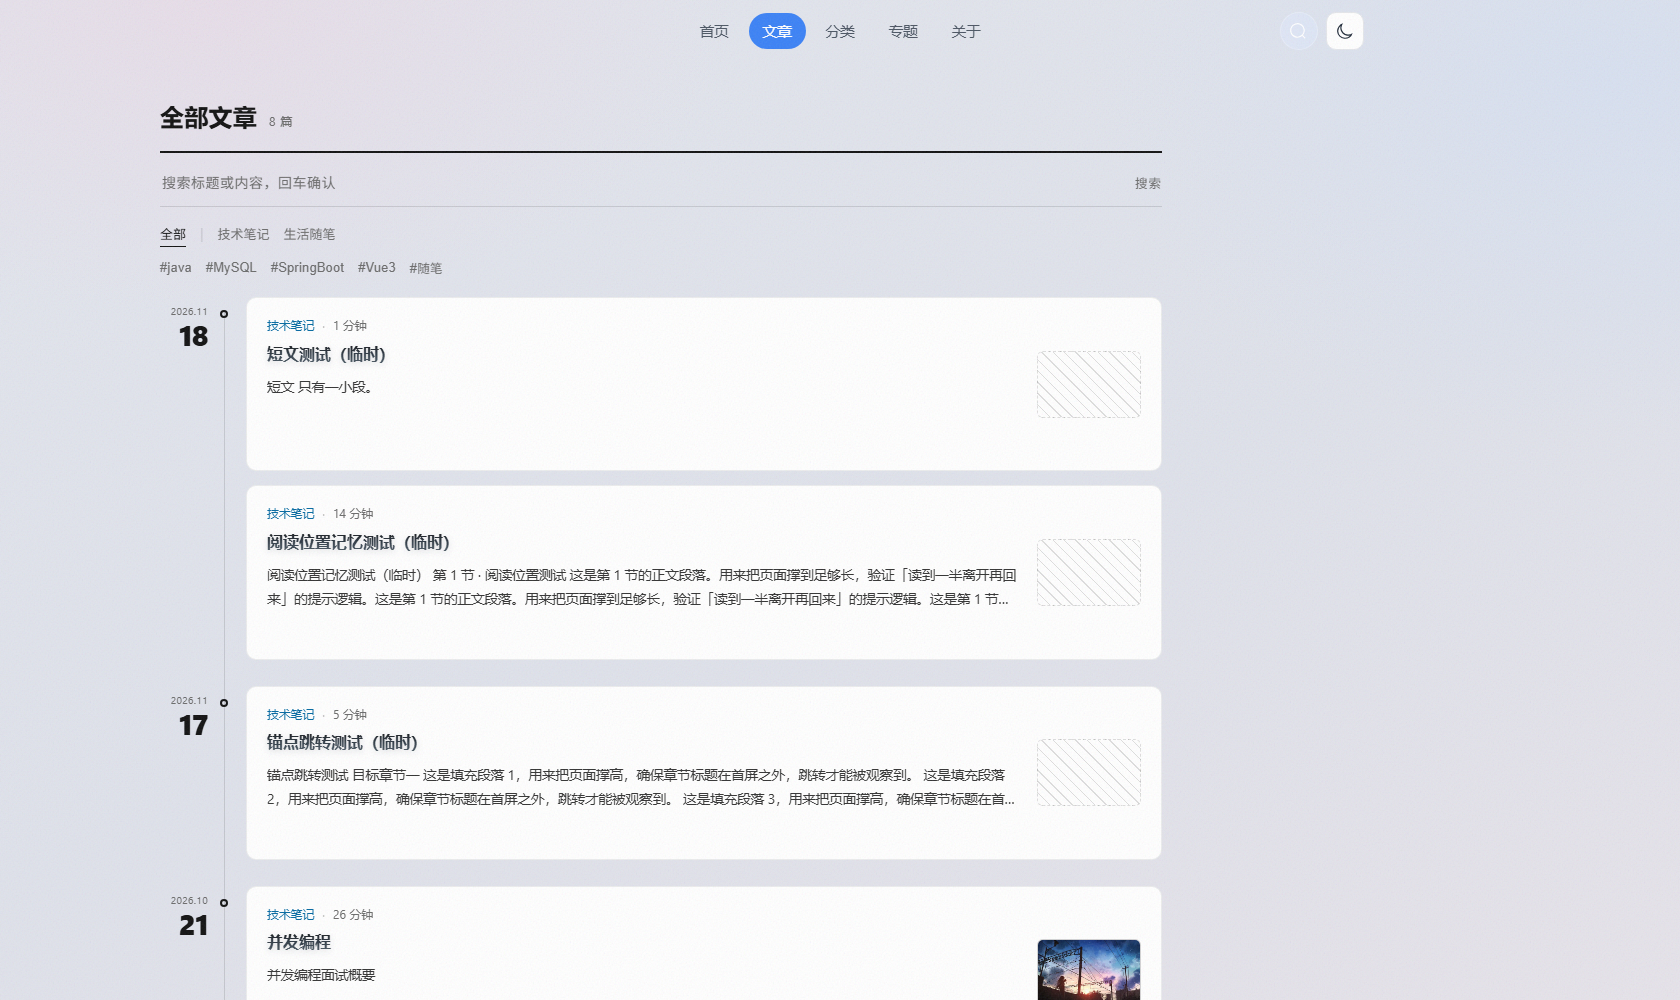 首页 文章 分类 专题 关于
全部文章 8 篇
搜索标题或内容，回车确认 搜索
全部 | 技术笔记 生活随笔
#java #MySQL #SpringBoot #Vue3 #随笔
2026.11
18
技术笔记 · 1 分钟
短文测试（临时）
短文 只有一小段。
技术笔记 · 14 分钟
阅读位置记忆测试（临时）
阅读位置记忆测试（临时） 第 1 节 · 阅读位置测试 这是第 1 节的正文段落。用来把页面撑到足够长，验证「读到一半离开再回
来」的提示逻辑。这是第 1 节的正文段落。用来把页面撑到足够长，验证「读到一半离开再回来」的提示逻辑。这是第 1 节...
2026.11
17
技术笔记 · 5 分钟
锚点跳转测试（临时）
锚点跳转测试 目标章节一 这是填充段落 1，用来把页面撑高，确保章节标题在首屏之外，跳转才能被观察到。 这是填充段落
2，用来把页面撑高，确保章节标题在首屏之外，跳转才能被观察到。 这是填充段落 3，用来把页面撑高，确保章节标题在首...
2026.10
21
技术笔记 · 26 分钟
并发编程
并发编程面试概要